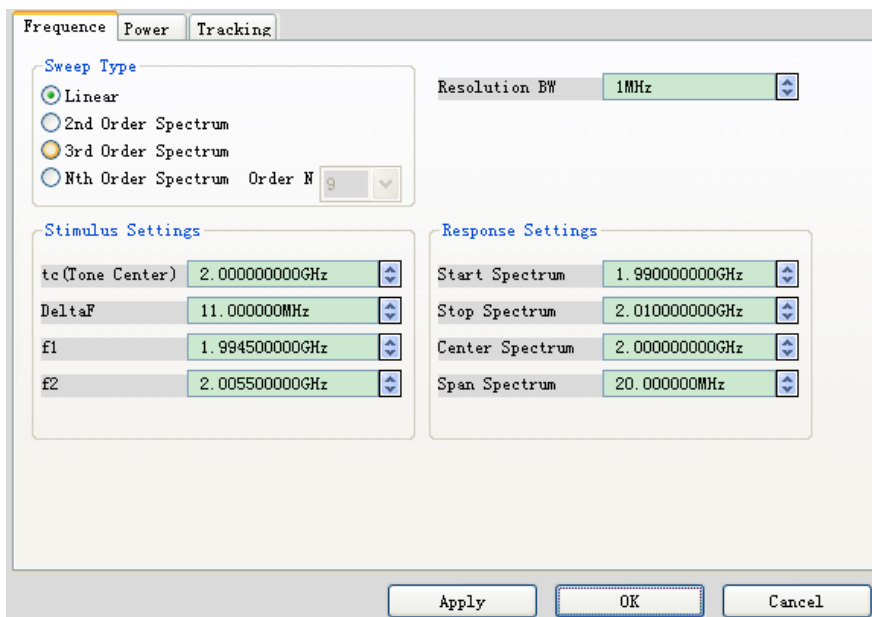 Frequence Power Tracking
Sweep Type
Linear
2nd Order Spectrum
3rd Order Spectrum
Nth Order Spectrum Order N 9
Resolution BW 1MHz
Stimulus Settings
tc(Tone Center) 2.000000000GHz
DeltaF 11.000000MHz
f1 1.994500000GHz
f2 2.005500000GHz
Response Settings
Start Spectrum 1.990000000GHz
Stop Spectrum 2.010000000GHz
Center Spectrum 2.000000000GHz
Span Spectrum 20.000000MHz
Apply OK Cancel